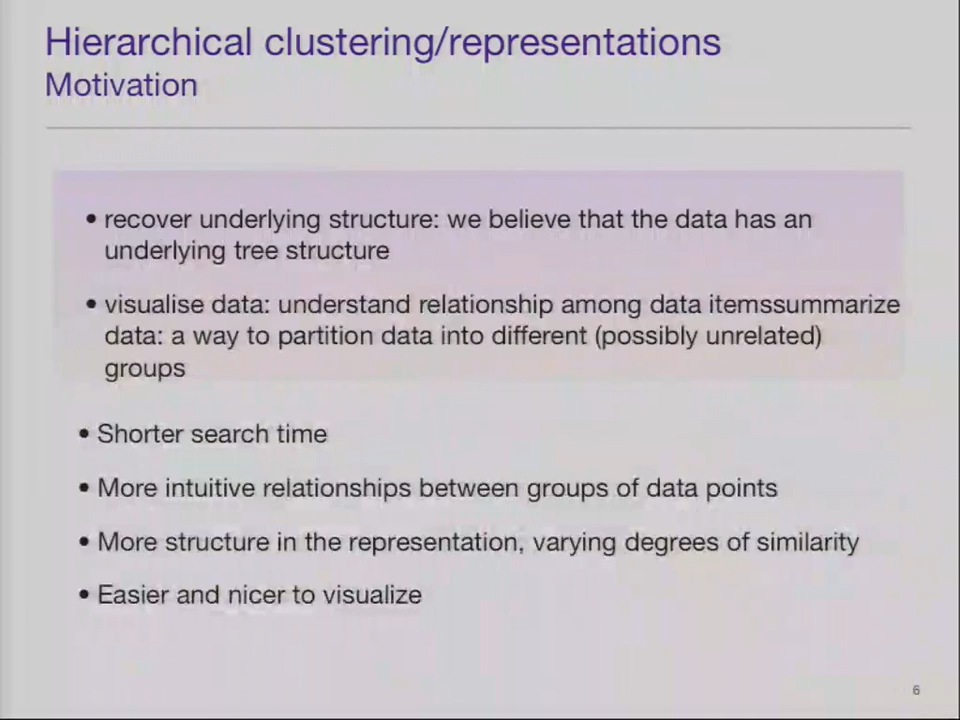 Hierarchical clustering/representations
Motivation
• recover underlying structure: we believe that the data has an
underlying tree structure
• visualise data: understand relationship among data itemssummarize
data: a way to partition data into different (possibly unrelated)
groups
• Shorter search time
• More intuitive relationships between groups of data points
• More structure in the representation, varying degrees of similarity
• Easier and nicer to visualize
6